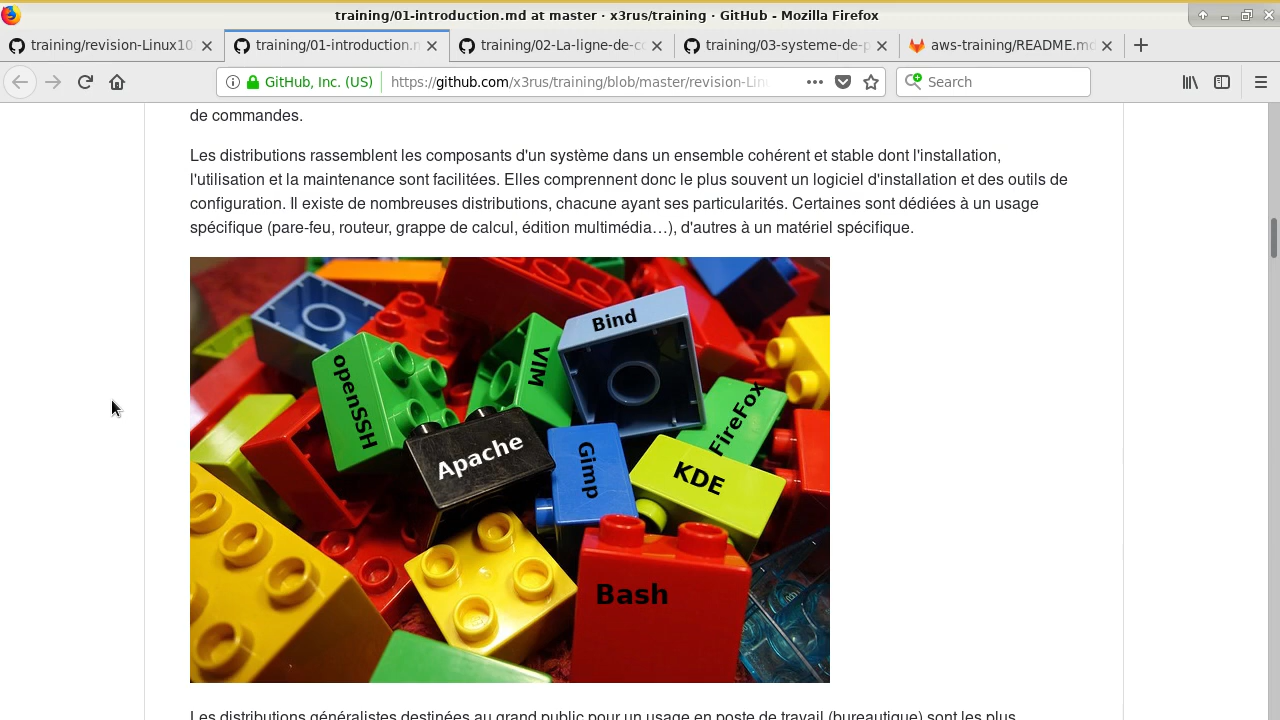 training/01-introduction.md at master · x3rus/training · GitHub - Mozilla Firefox
training/revision-Linux10
training/01-introduction.m
training/02-La-ligne-de-co
training/03-systeme-de-p
aws-training/README.md
GitHub, Inc. (US)
https://github.com/x3rus/training/blob/master/revision-Linu
Search
de commandes.
Les distributions rassemblent les composants d'un système dans un ensemble cohérent et stable dont l'installation,
l'utilisation et la maintenance sont facilitées. Elles comprennent donc le plus souvent un logiciel d'installation et des outils de
configuration. Il existe de nombreuses distributions, chacune ayant ses particularités. Certaines sont dédiées à un usage
spécifique (pare-feu, routeur, grappe de calcul, édition multimédia…), d'autres à un matériel spécifique.
Bind
openSSH
VIM
FireFox
Apache
Gimp
KDE
Bash
Les distributions généralistes destinées au grand public pour un usage en poste de travail (bureautique) sont les plus